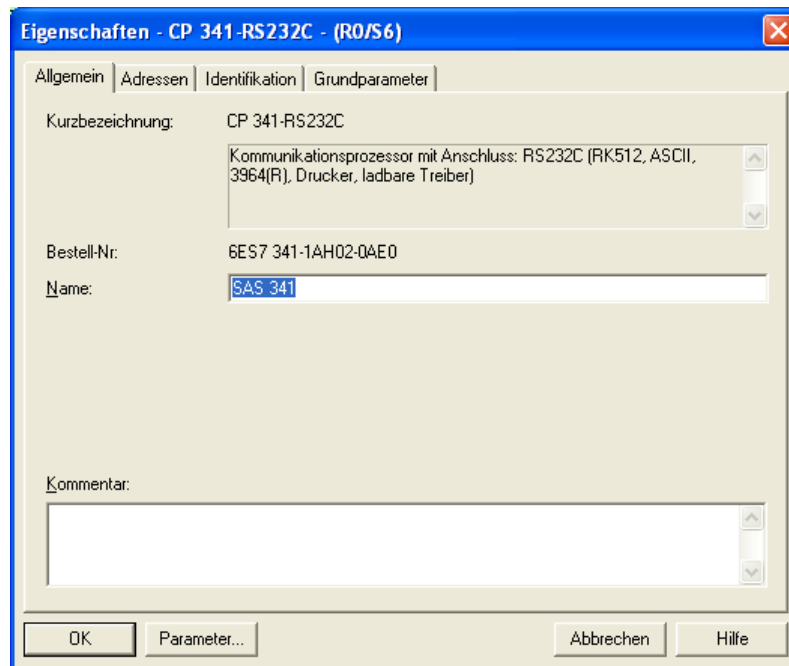 Eigenschaften - CP 341-RS232C - (R0/S6)
Allgemein Adressen Identifikation Grundparameter
Kurzbezeichnung: CP 341-RS232C
Kommunikationsprozessor mit Anschluss: RS232C (RK512, ASCII,
3964(R), Drucker, ladbare Treiber)
Bestell-Nr: 6ES7 341-1AH02-0AE0
Name: SAS 341
Kommentar:
OK Parameter... Abbrechen Hilfe